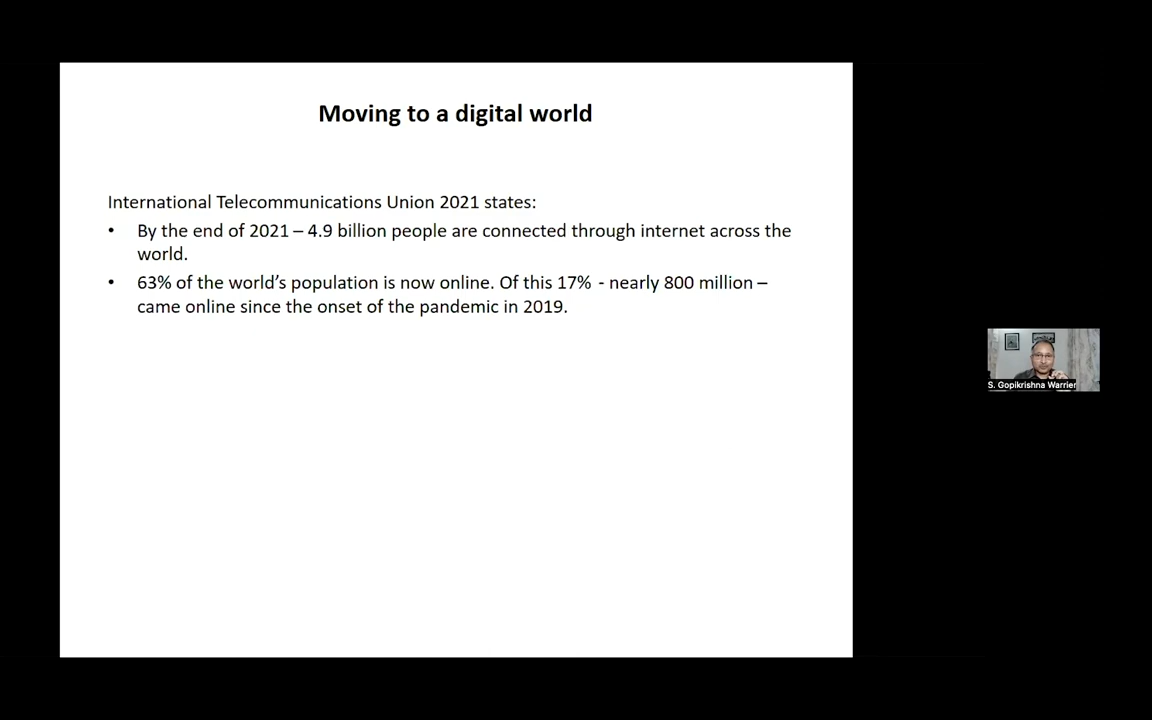 Moving to a digital world
International Telecommunications Union 2021 states:
• By the end of 2021 – 4.9 billion people are connected through internet across the
world.
• 63% of the world's population is now online. Of this 17% - nearly 800 million –
came online since the onset of the pandemic in 2019.
S. Gopikrishna Warrier